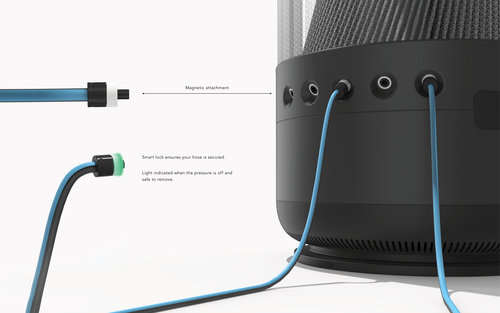 Magnetic attachment
Smart lock ensures your hose is secured.
Light indicated when the pressure is off and
safe to remove.